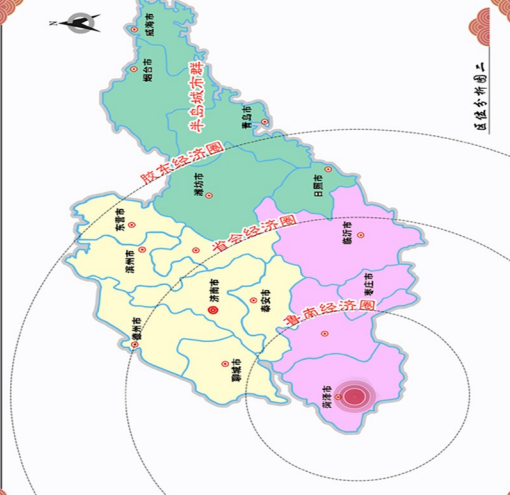 区位分析图二
N
威海市
烟台市
半岛城市群
青岛市
胶东经济圈
潍坊市
日照市
东营市
省会经济圈
滨州市
临沂市
济南市
泰安市
枣庄市
鲁南经济圈
德州市
聊城市
菏泽市